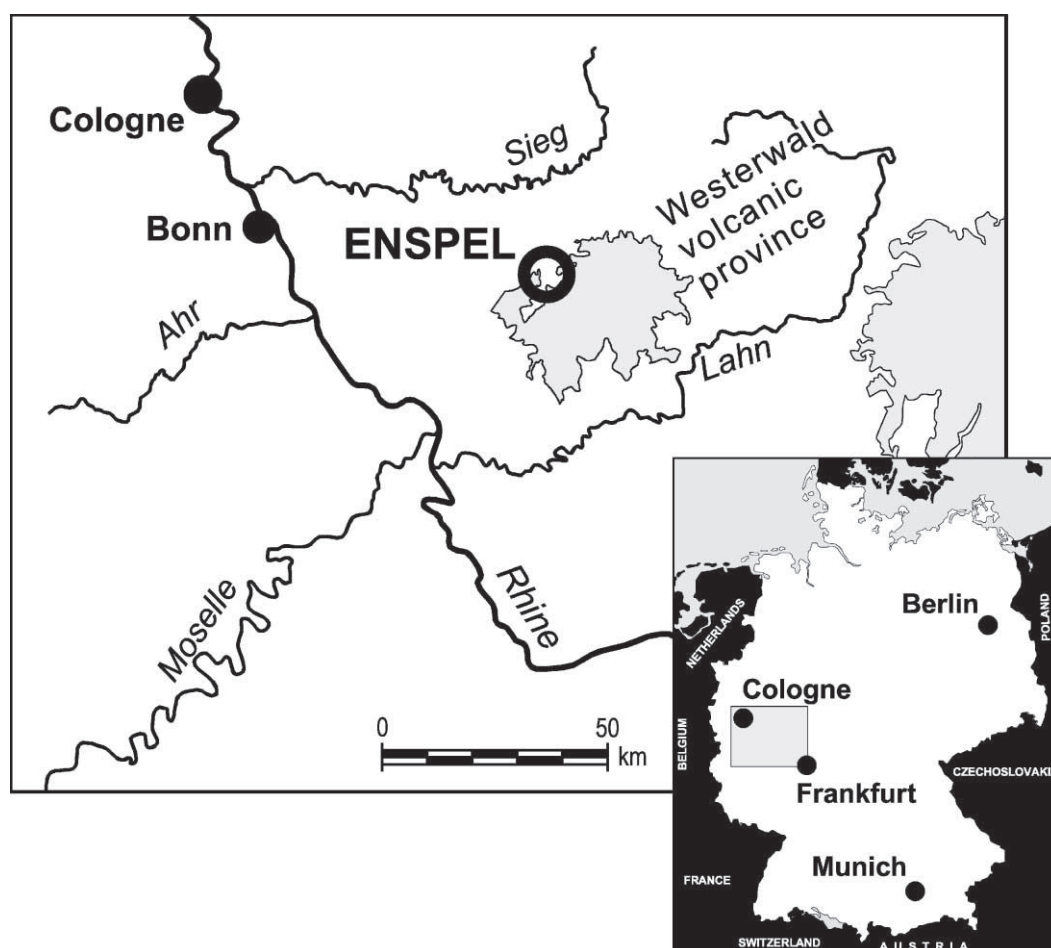 Cologne
Sieg
Westerwald
volcanic
province
Bonn
ENSPEL
Ahr
Lahn
Moselle
Rhine
0
50
km
Berlin
POLAND
NETHERLANDS
Cologne
BELGIUM
CZECHOSLOVAKI
Frankfurt
Munich
FRANCE
SWITZERLAND
AUSTRIA